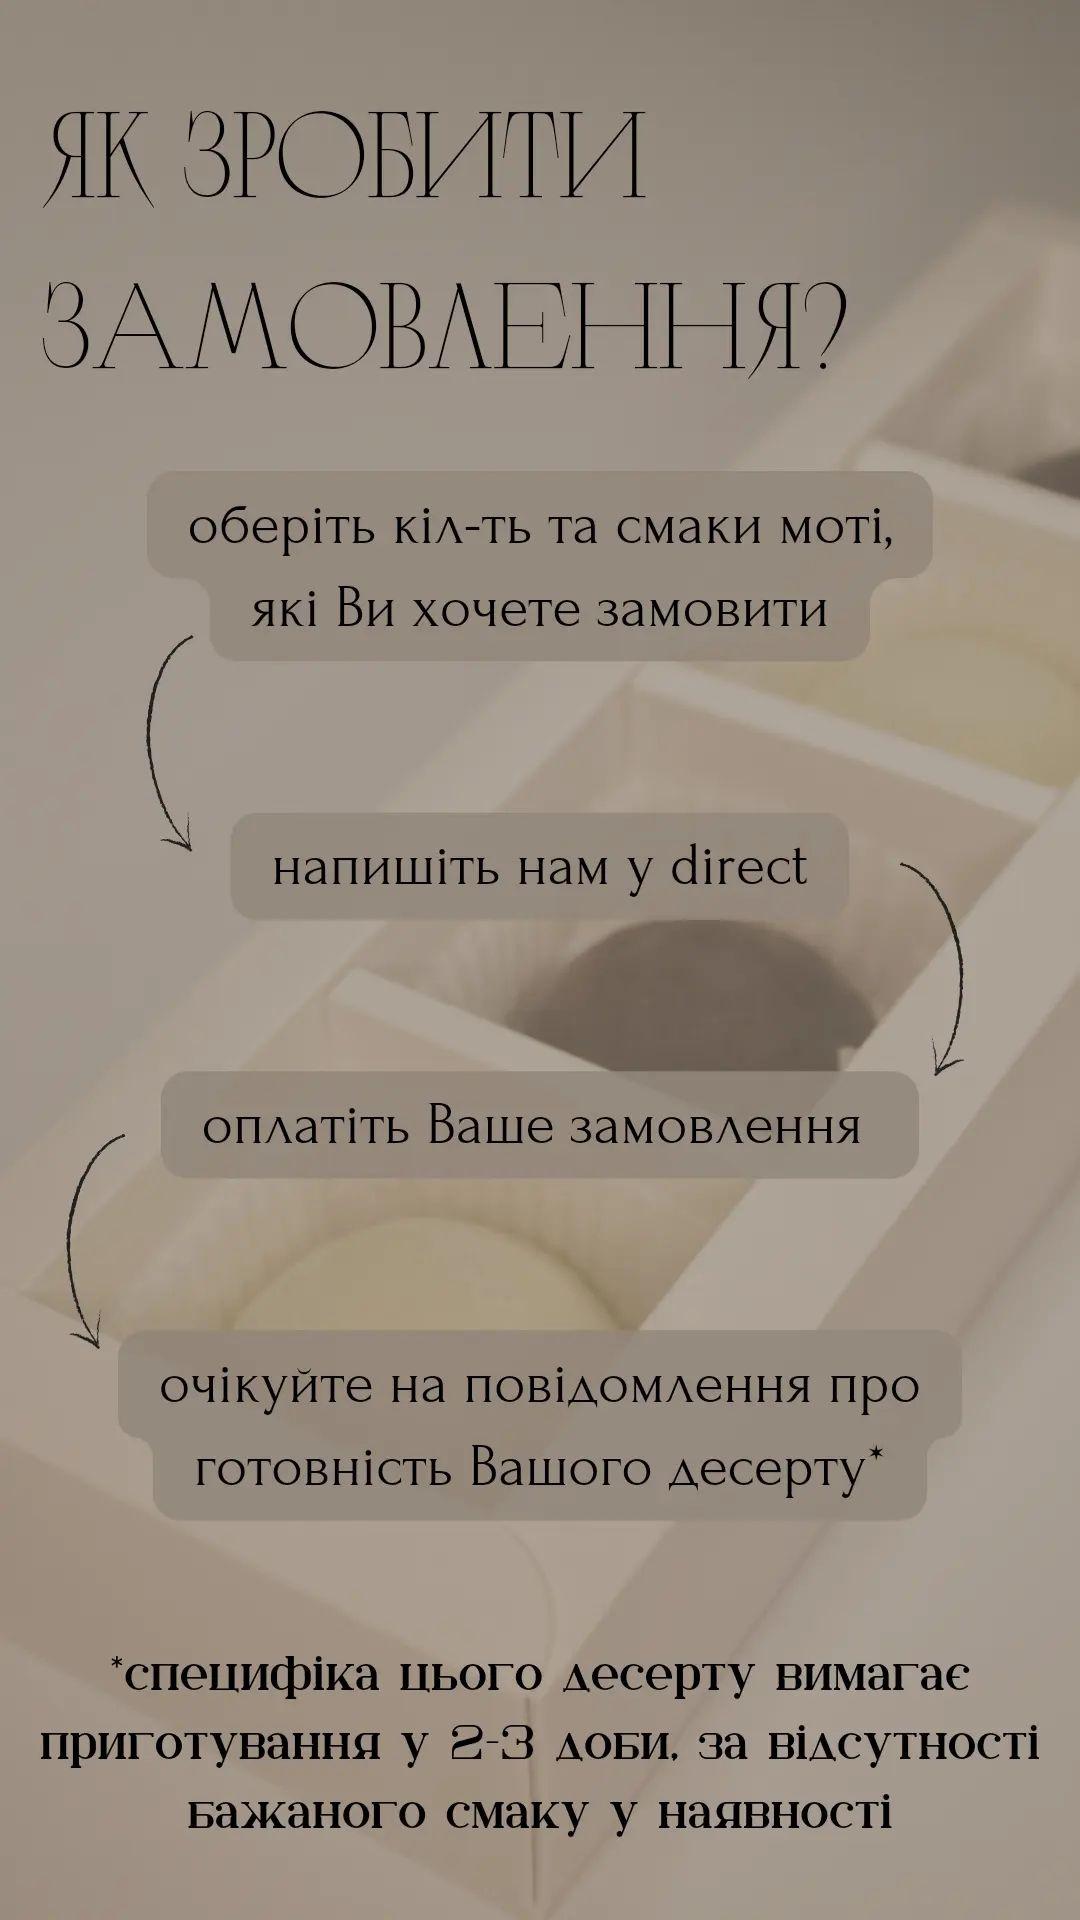 ЯК ЗРОБИТИ
ЗАМОВЛЕННЯ?
оберіть кіл-ть та смаки моті,
які Ви хочете замовити
напишіть нам у direct
оплатіть Ваше замовлення
очікуйте на повідомлення про
готовність Вашого десерту*
*специфіка цього десерту вимагає
приготування у 2-3 доби, за відсутності
бажаного смаку у наявності